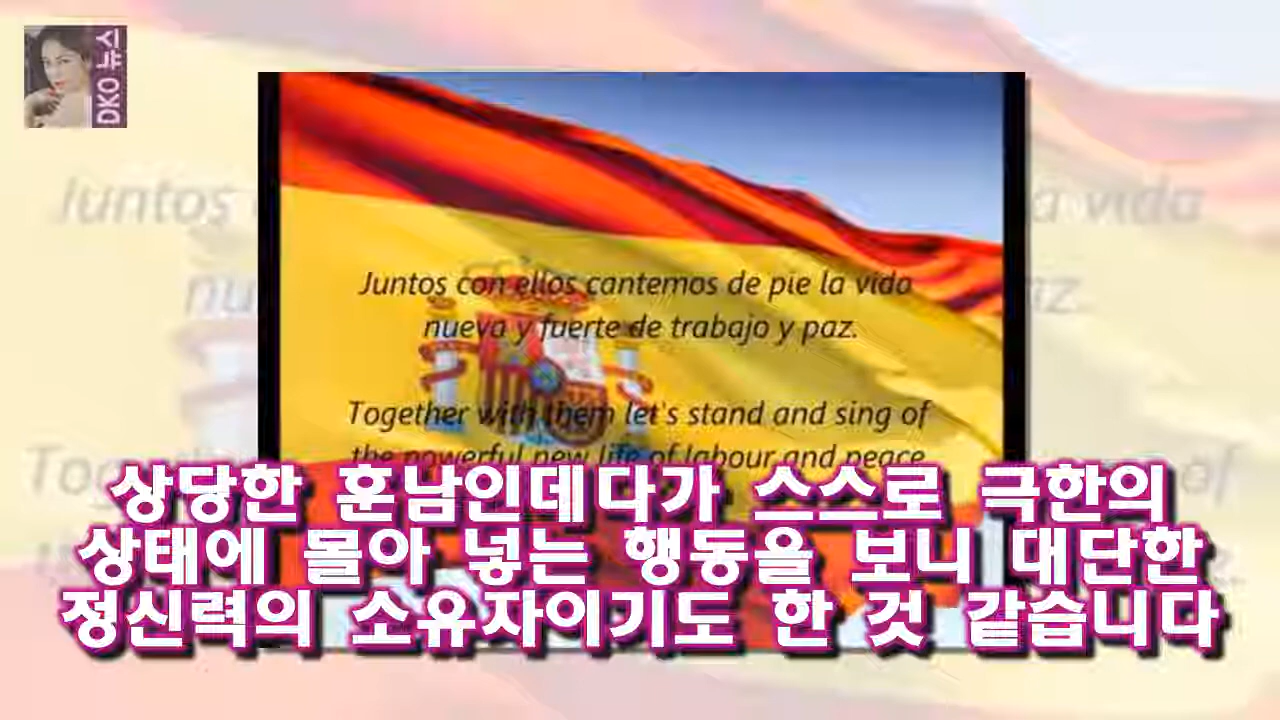 DKO 뉴스
Juntos con ellos cantemos de pie la vida
nueva y fuerte de trabajo y paz.
Together with them let's stand and sing of
the powerful new life of labour and peace
상당한 훈남인데다가 스스로 극한의
상태에 몰아 넣는 행동을 보니 대단한
정신력의 소유자이기도 한 것 같습니다